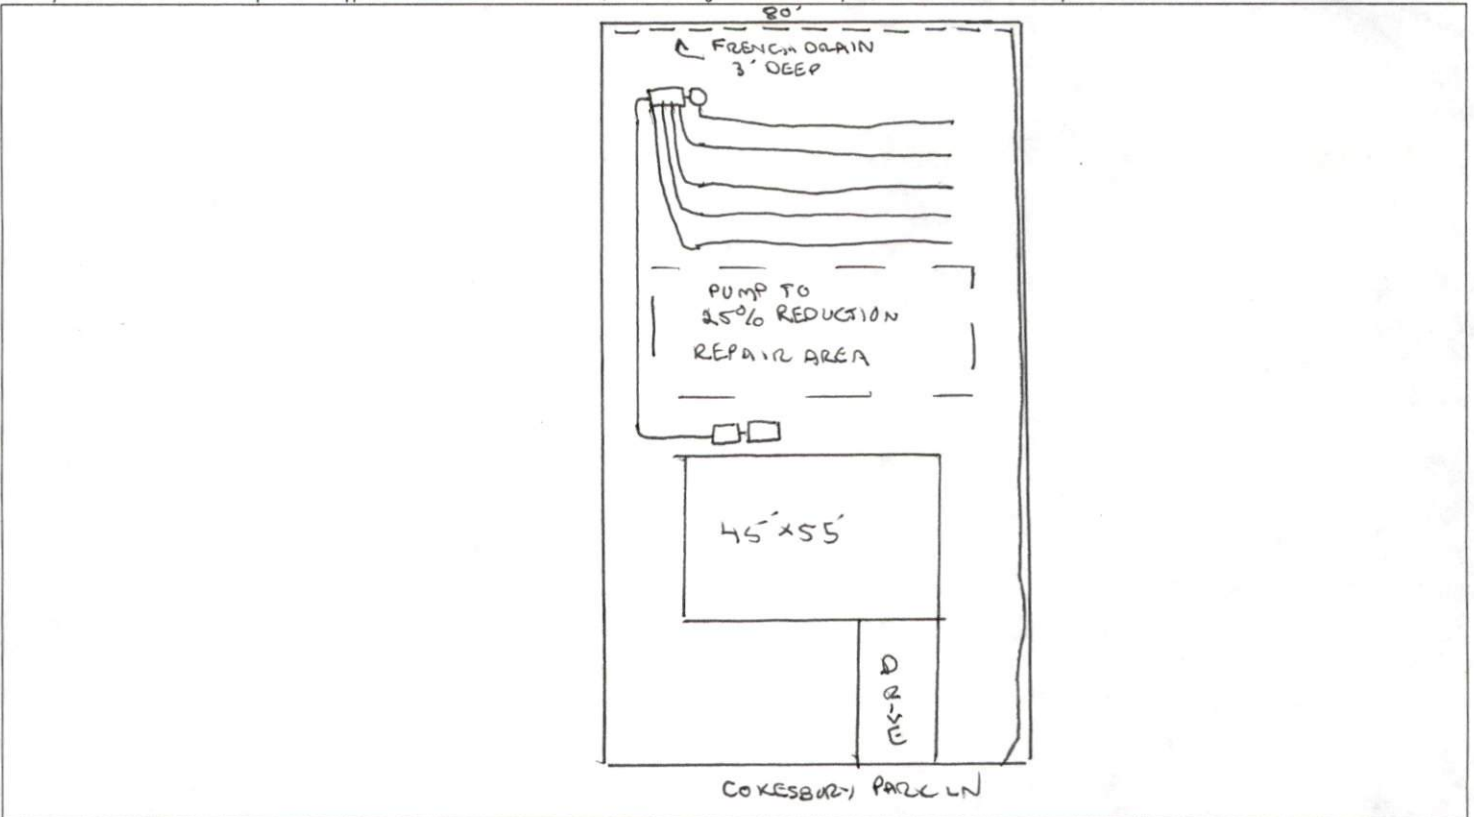 80'
FRENCH DRAIN
3' DEEP
PUMP TO
25% REDUCTION
REPAIR AREA
45'x55'
DRIVE
COKESBURY PARK LN